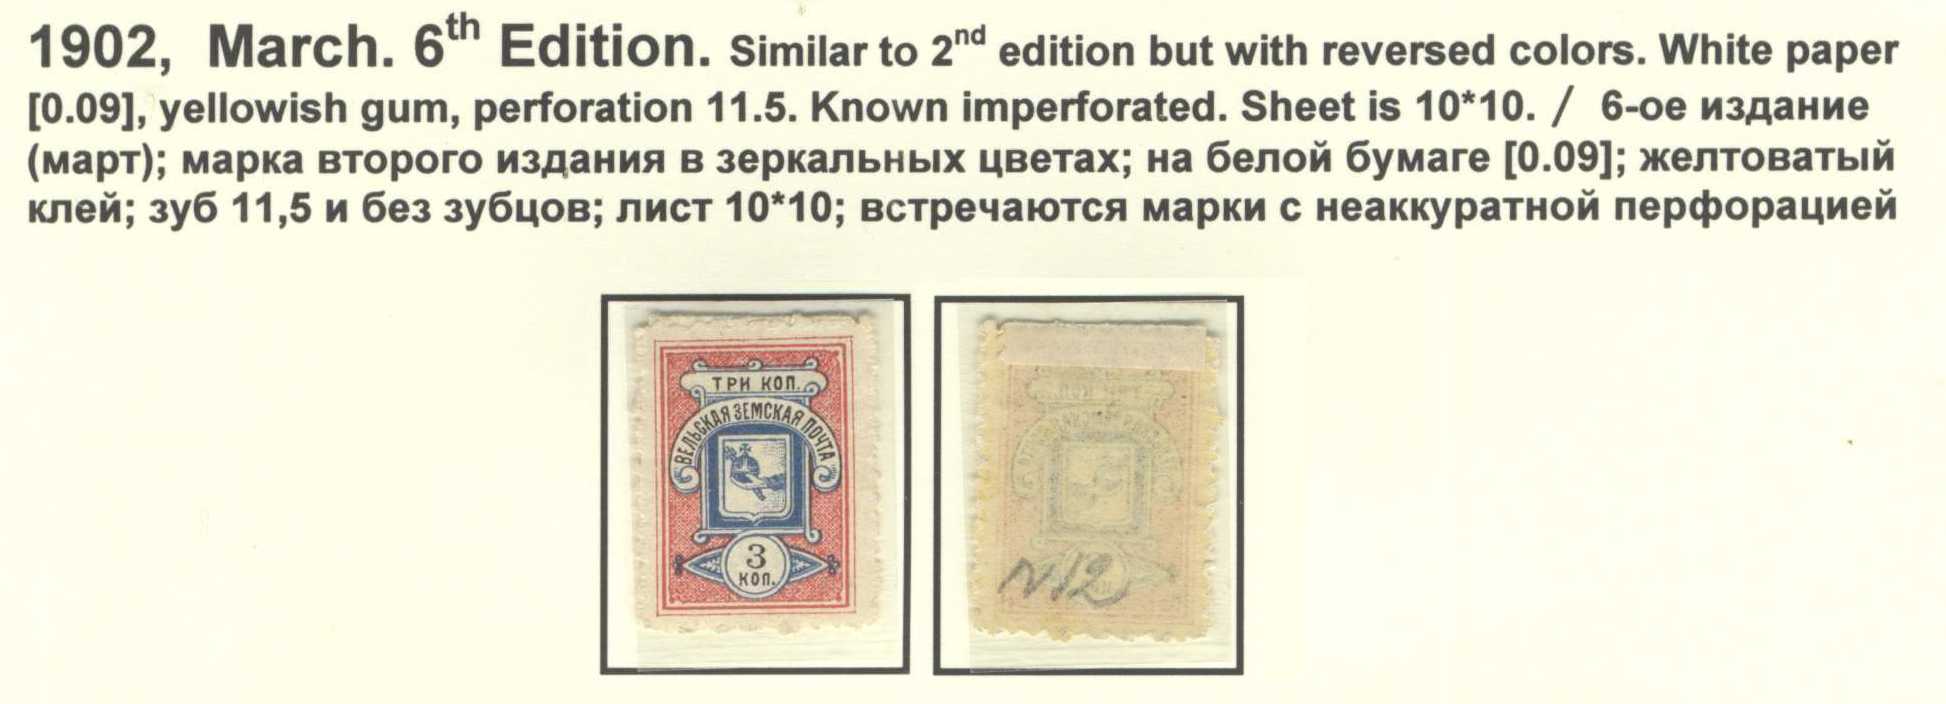 1902, March. 6th Edition. Similar to 2nd edition but with reversed colors. White paper
[0.09], yellowish gum, perforation 11.5. Known imperforated. Sheet is 10*10. / 6-ое издание
(март); марка второго издания в зеркальных цветах; на белой бумаге [0.09]; желтоватый
клей; зуб 11,5 и без зубцов; лист 10*10; встречаются марки с неаккуратной перфорацией
ТРИ КОП.
ВЕЛЬСКАЯ ЗЕМСКАЯ ПОЧТА
3
КОП.
N12